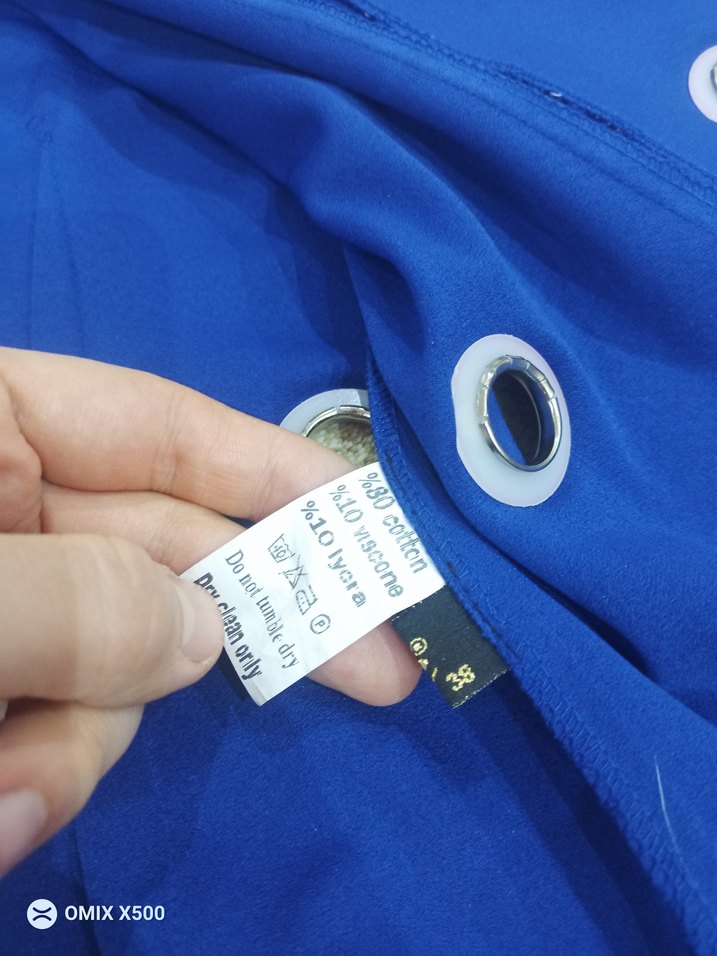 %80 cotton
%10 viscone
%10 lycra
P
Do not tumble dry
Dry clean only
38
OMIX X500